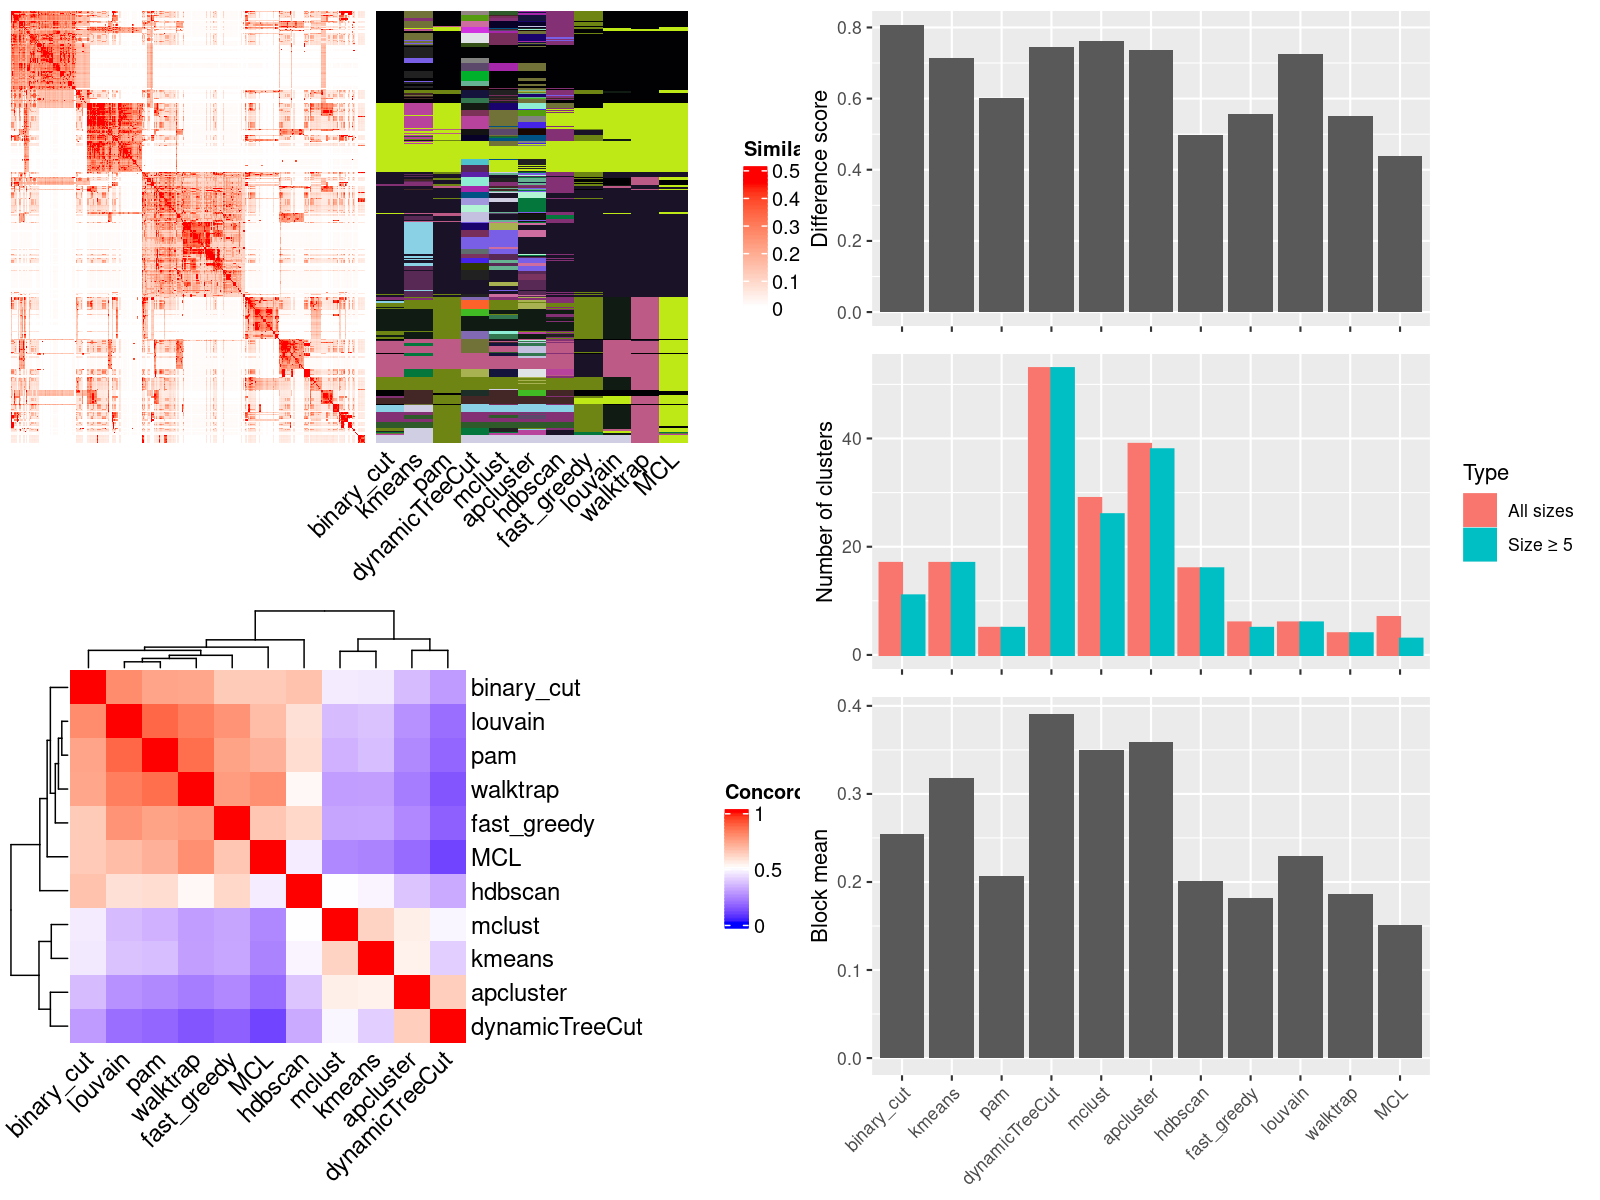 Simila
0.5
0.4
0.3
0.2
0.1
0
binary_cut
kmeans
pam
dynamicTreeCut
mclust
apcluster
hdbscan
fast_greedy
louvain
walktrap
MCL
binary_cut
louvain
pam
walktrap
fast_greedy
MCL
hdbscan
mclust
kmeans
apcluster
dynamicTreeCut
binary_cut
louvain
pam
walktrap
fast_greedy
MCL
hdbscan
mclust
kmeans
apcluster
dynamicTreeCut
Concord
1
0.5
0
Difference score
0.8
0.6
0.4
0.2
0.0
Number of clusters
40
20
0
Type
All sizes
Size ≥ 5
Block mean
0.4
0.3
0.2
0.1
0.0
binary_cut
kmeans
pam
dynamicTreeCut
mclust
apcluster
hdbscan
fast_greedy
louvain
walktrap
MCL